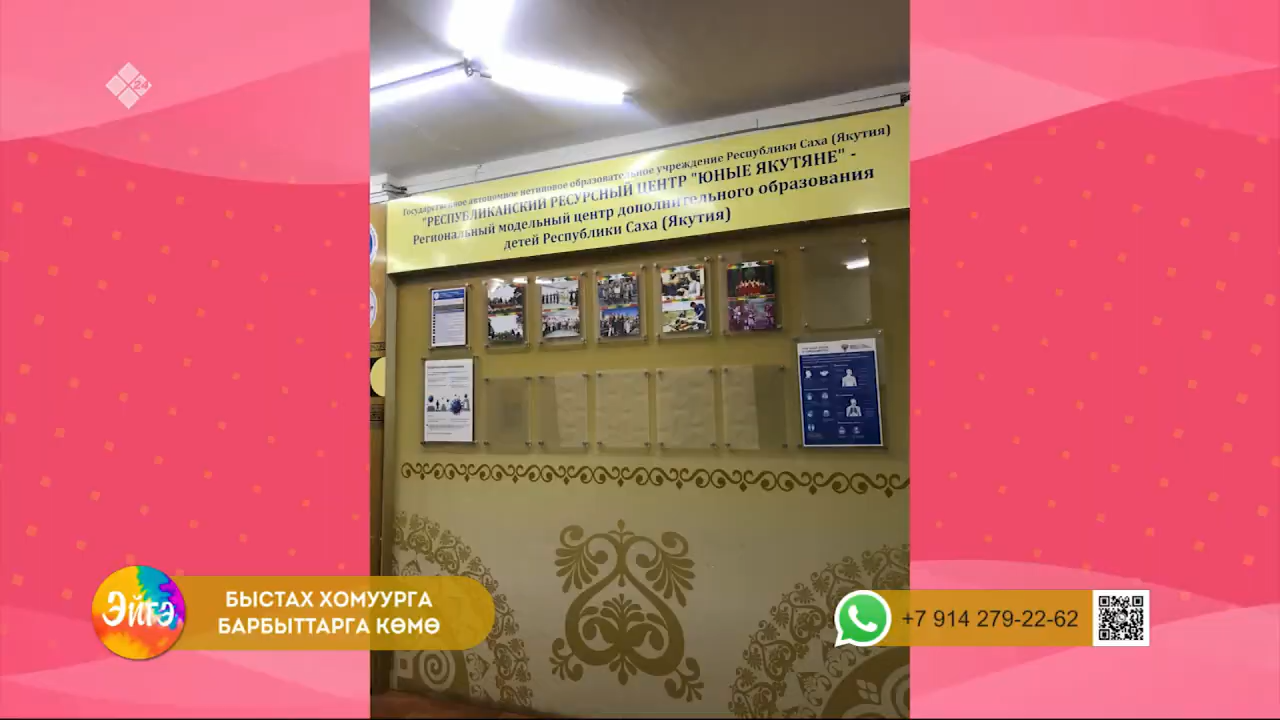 24
Государственное автономное нетиповое образовательное учреждение Республики Саха (Якутия)
"РЕСПУБЛИКАНСКИЙ РЕСУРСНЫЙ ЦЕНТР "ЮНЫЕ ЯКУТЯНЕ" -
Региональный модельный центр дополнительного образования
детей Республики Саха (Якутия)
Эйгэ
БЫСТАХ ХОМУУРГА
БАРБЫТТАРГА КӨМӨ
+7 914 279-22-62